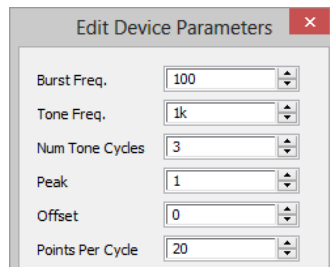 Edit Device Parameters
Burst Freq. 100
Tone Freq. 1k
Num Tone Cycles 3
Peak 1
Offset 0
Points Per Cycle 20